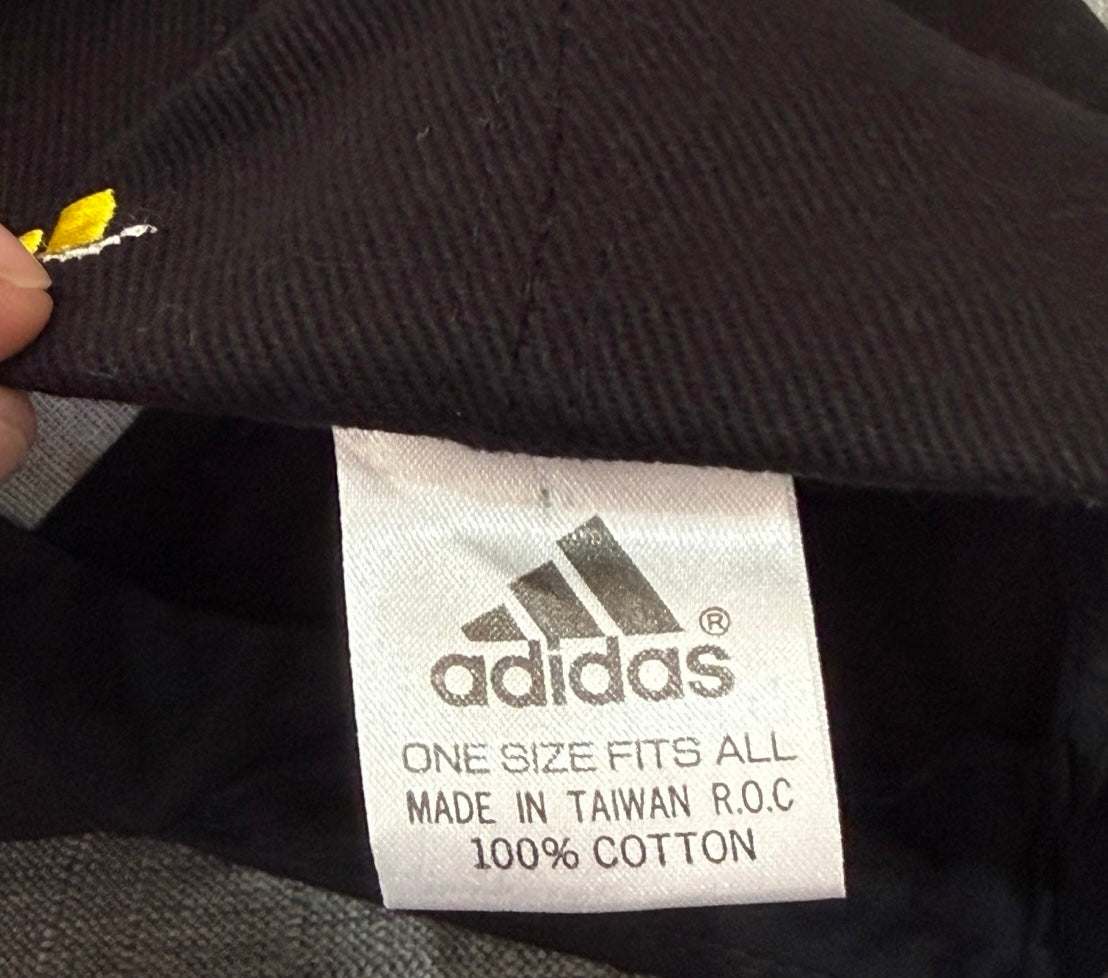 ®
adidas
ONE SIZE FITS ALL
MADE IN TAIWAN R.O.C
100% COTTON